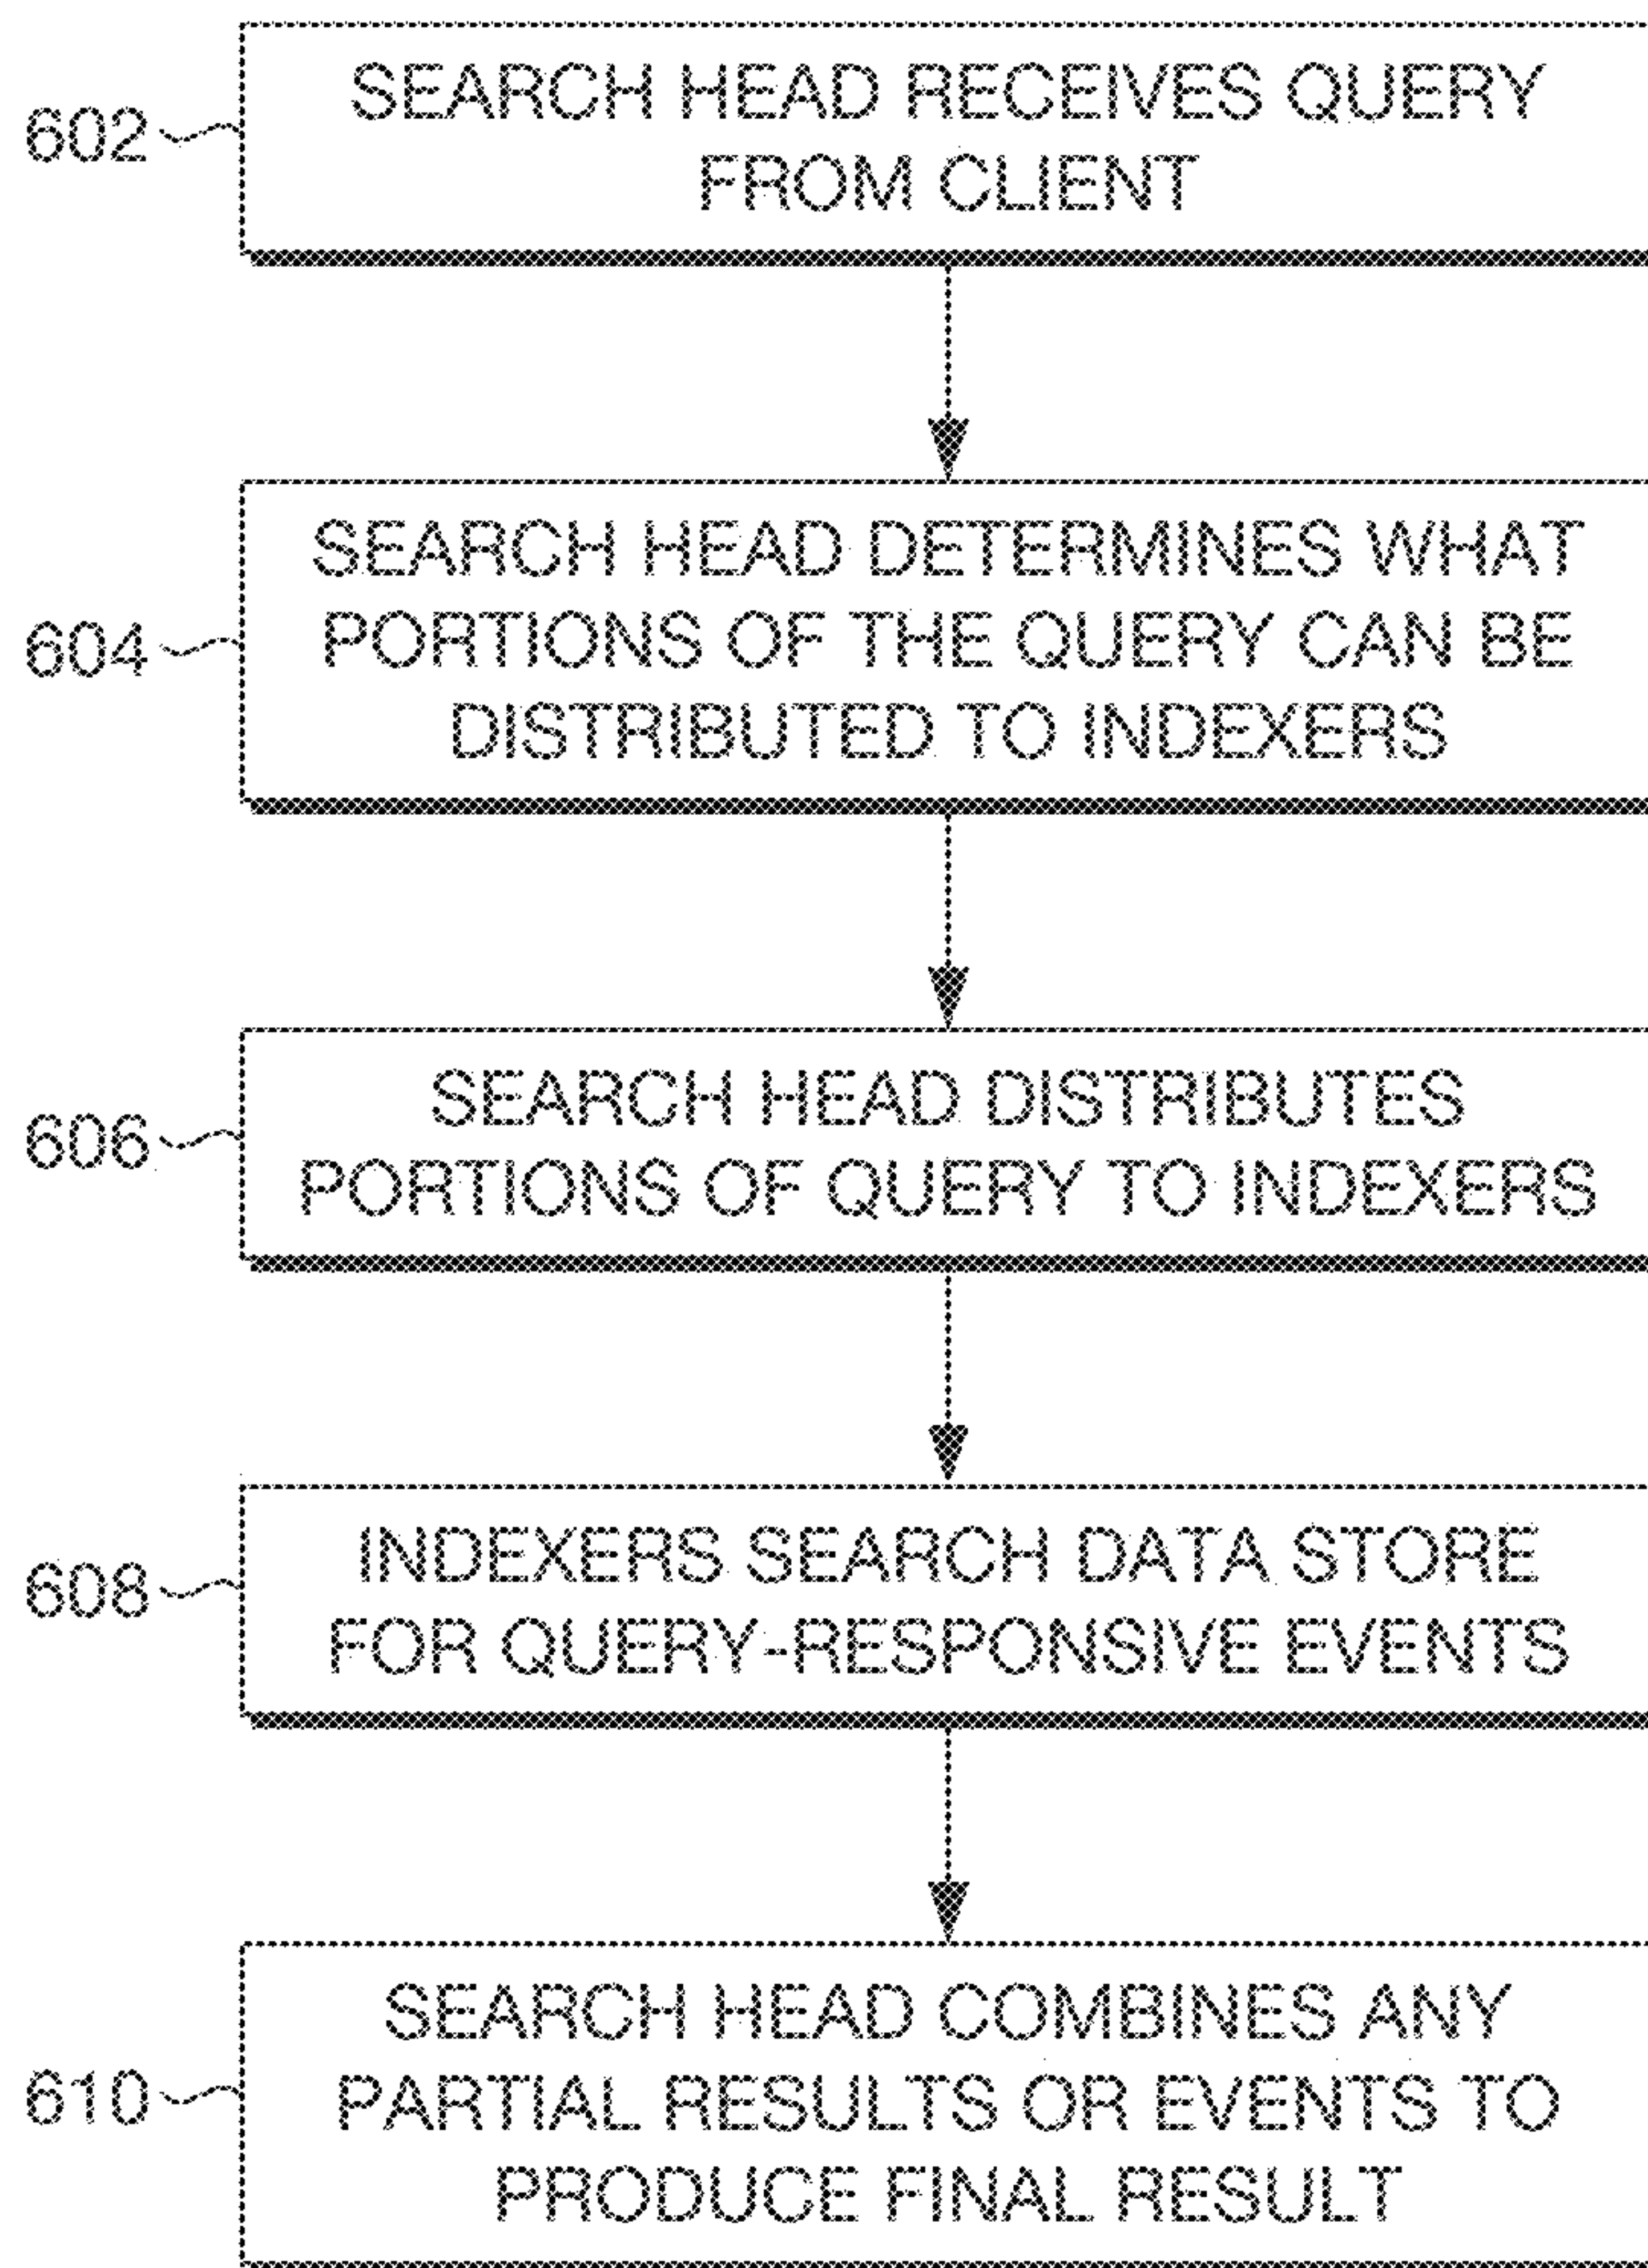 602
SEARCH HEAD RECEIVES QUERY
FROM CLIENT
604
SEARCH HEAD DETERMINES WHAT
PORTIONS OF THE QUERY CAN BE
DISTRIBUTED TO INDEXERS
606
SEARCH HEAD DISTRIBUTES
PORTIONS OF QUERY TO INDEXERS
608
INDEXERS SEARCH DATA STORE
FOR QUERY-RESPONSIVE EVENTS
610
SEARCH HEAD COMBINES ANY
PARTIAL RESULTS OR EVENTS TO
PRODUCE FINAL RESULT